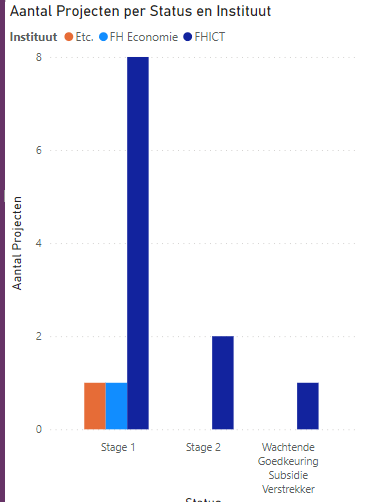 Aantal Projecten per Status en Instituut
Instituut Etc. FH Economie FHICT
8
6
4
2
0
Aantal Projecten
Stage 1
Stage 2
Wachtende
Goedkeuring
Subsidie
Verstrekker
Status